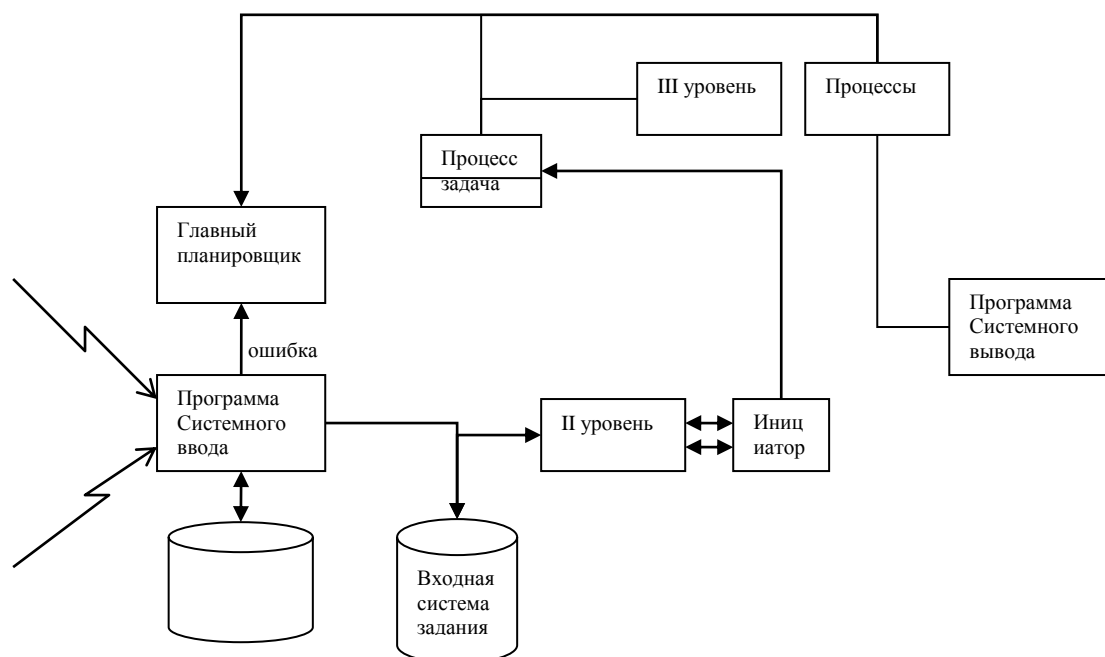 III уровень
Процессы
Процесс
задача
Главный
планировщик
Программа
Системного
вывода
ошибка
Программа
Системного
ввода
II уровень
Иниц
иатор
Входная
система
задания